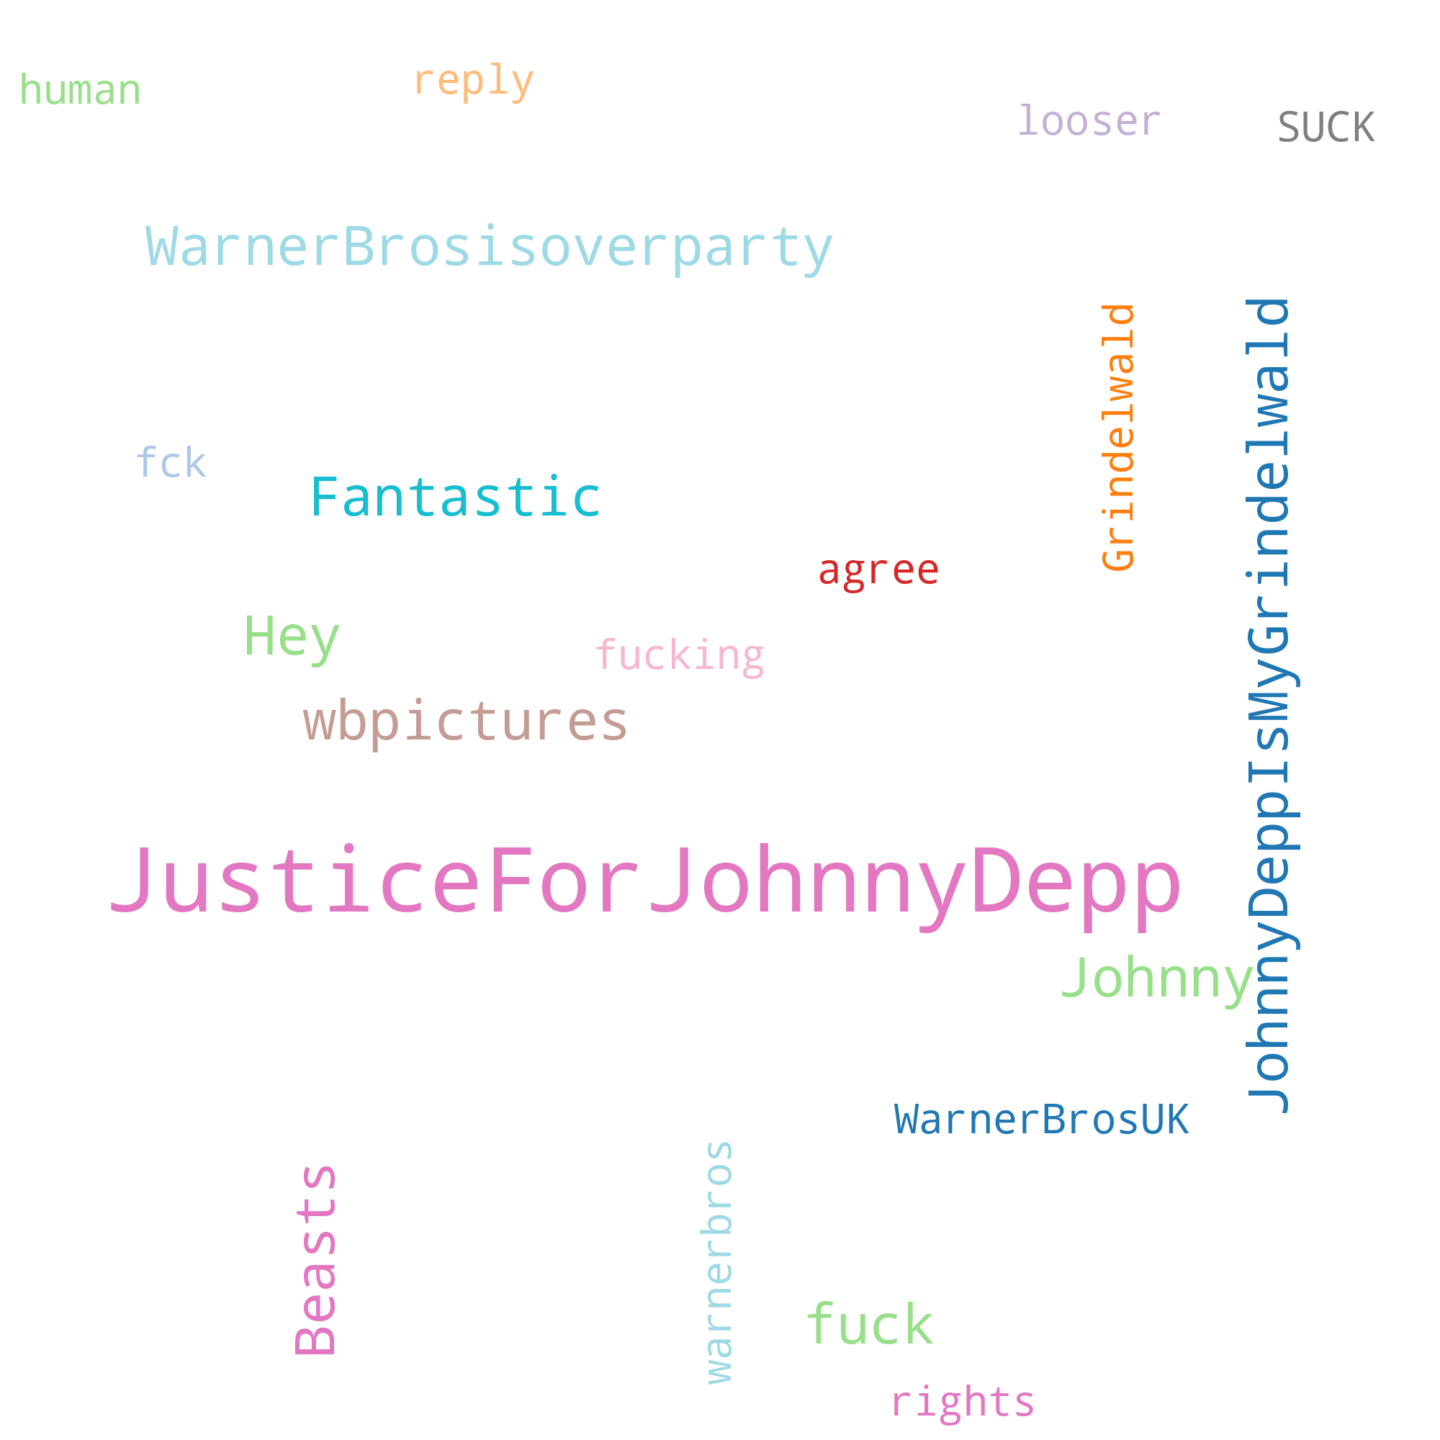 human
reply
looser
SUCK
WarnerBrosisoverparty
Grindelwald
JohnnyDeppIsMyGrindelwald
fck
Fantastic
agree
Hey
fucking
wbpictures
JusticeForJohnnyDepp
Johnny
WarnerBrosUK
Beasts
warnerbros
fuck
rights